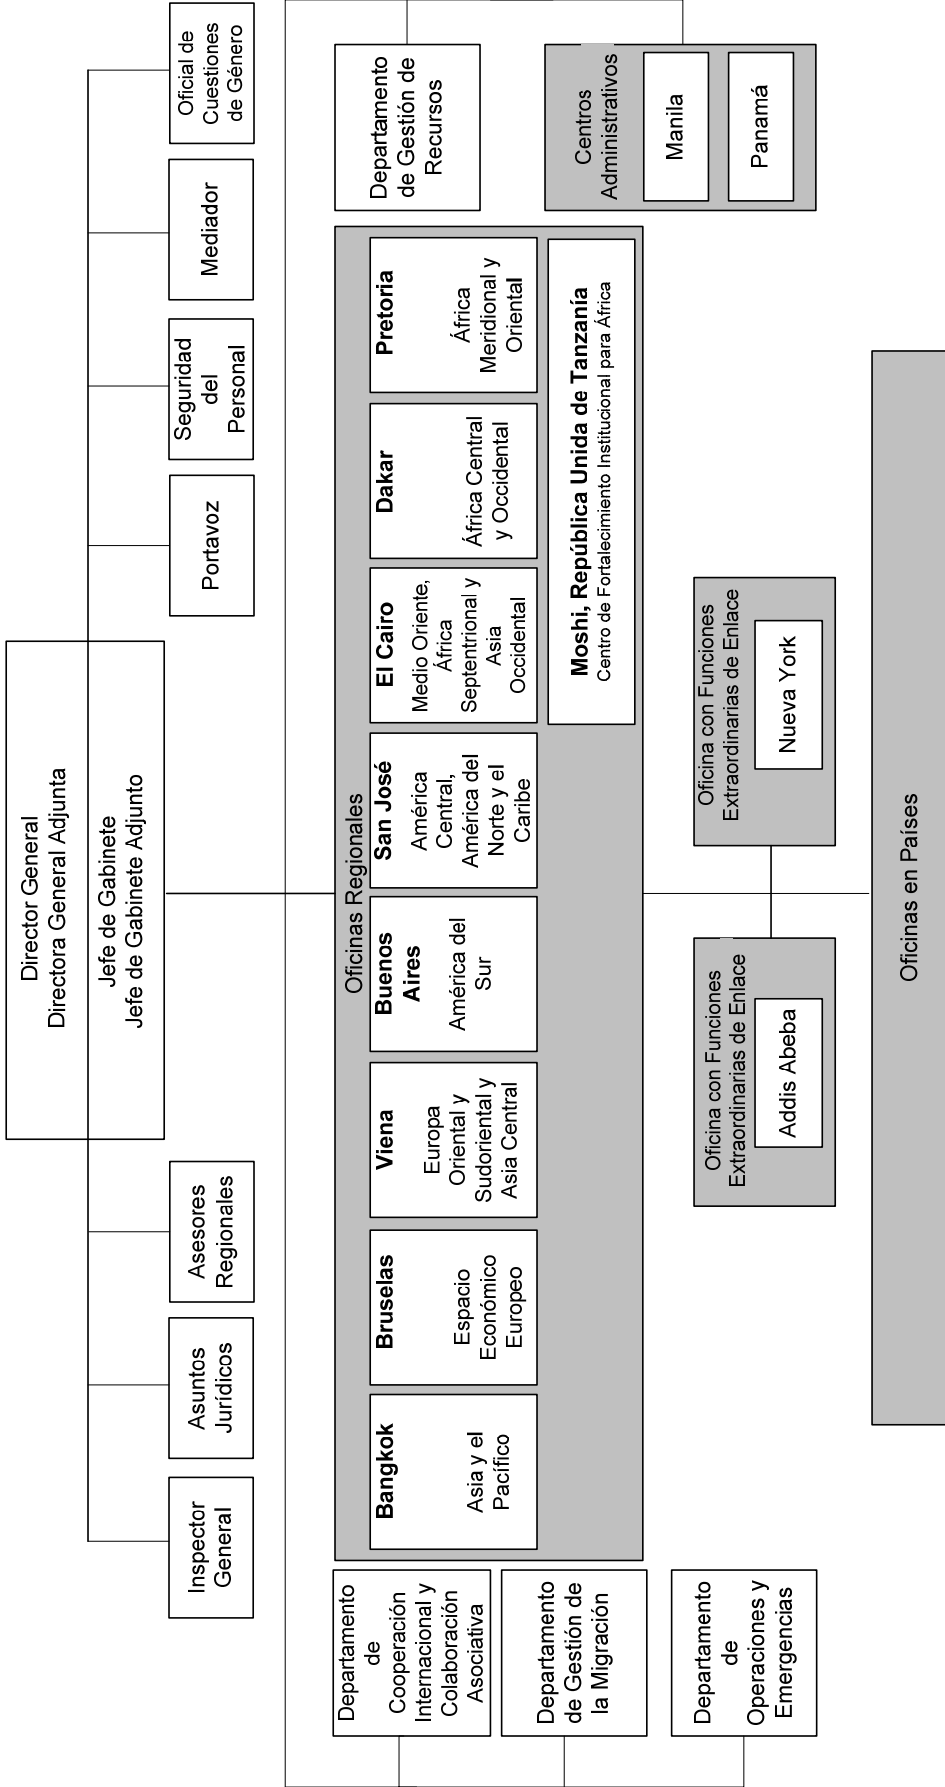 Director General
Directora General Adjunta
Jefe de Gabinete
Jefe de Gabinete Adjunto
Inspector
General
Asuntos
Jurídicos
Asesores
Regionales
Portavoz
Seguridad
del
Personal
Mediador
Oficial de
Cuestiones
de Género
Departamento
de
Cooperación
Internacional y
Colaboración
Asociativa
Departamento
de Gestión de
la Migración
Departamento
de
Operaciones y
Emergencias
Oficinas Regionales
Bangkok
Asia y el
Pacífico
Bruselas
Espacio
Económico
Europeo
Viena
Europa
Oriental y
Sudoriental y
Asia Central
Buenos
Aires
América del
Sur
San José
América
Central,
América del
Norte y el
Caribe
El Cairo
Medio Oriente,
África
Septentrional y
Asia
Occidental
Dakar
África Central
y Occidental
Pretoria
África
Meridional y
Oriental
Moshi, República Unida de Tanzanía
Centro de Fortalecimiento Institucional para África
Departamento
de Gestión de
Recursos
Centros
Administrativos
Manila
Panamá
Oficina con Funciones
Extraordinarias de Enlace
Addis Abeba
Oficina con Funciones
Extraordinarias de Enlace
Nueva York
Oficinas en Países